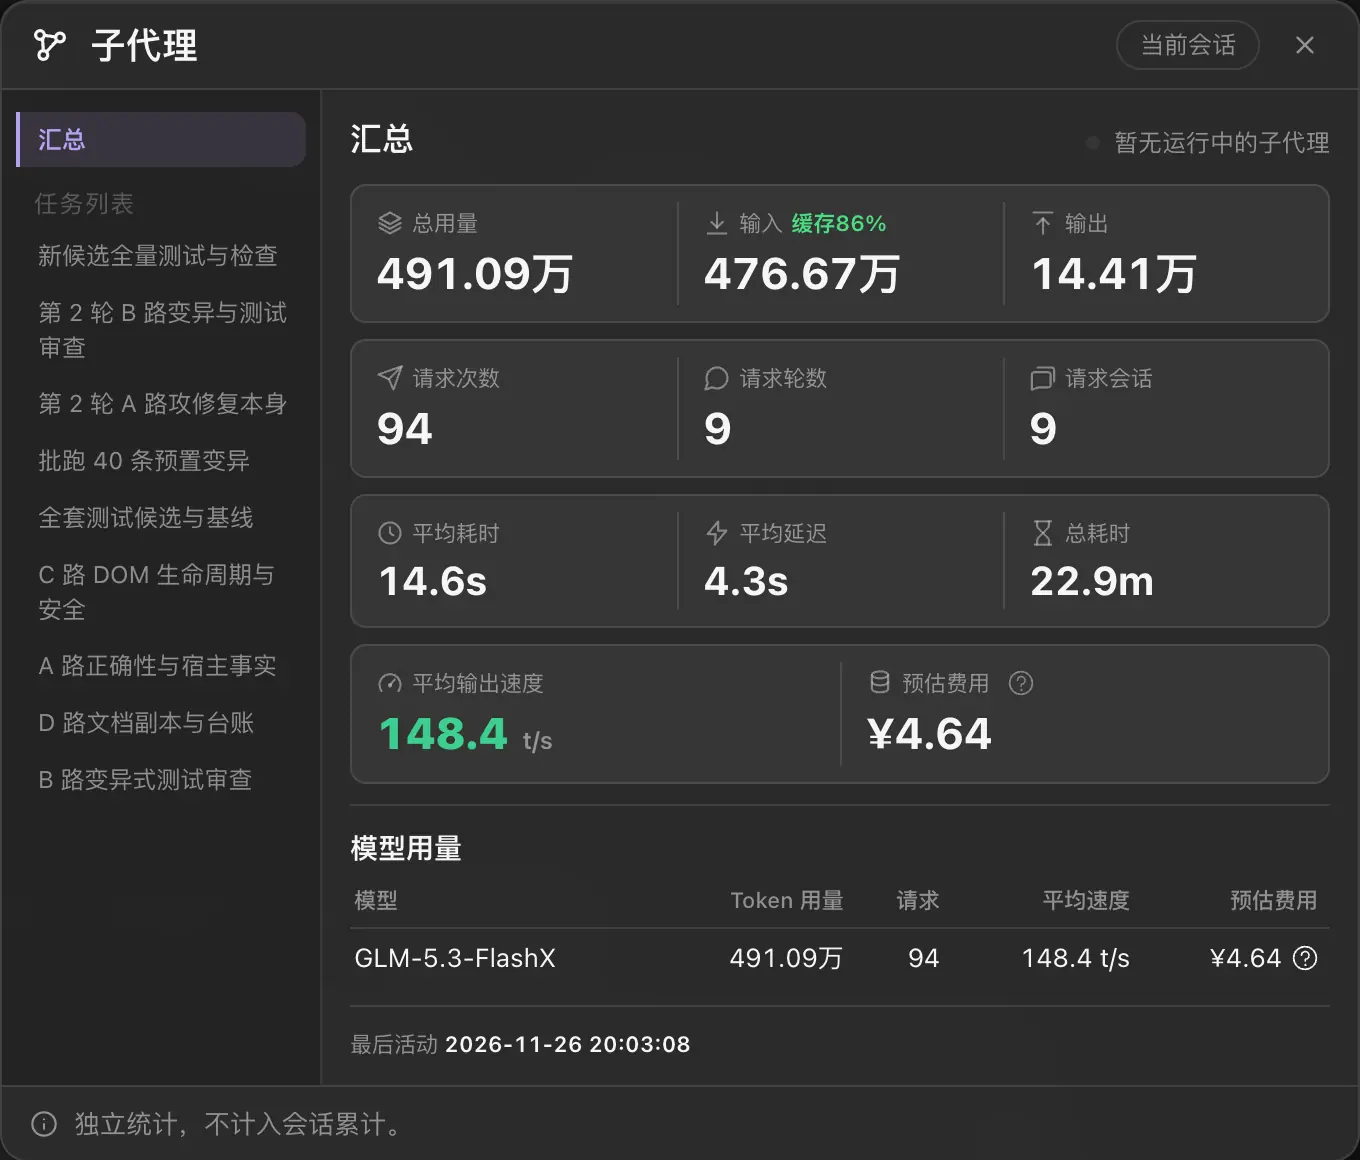 子代理
当前会话
汇总
任务列表
新候选全量测试与检查
第 2 轮 B 路变异与测试
审查
第 2 轮 A 路攻修复本身
批跑 40 条预置变异
全套测试候选与基线
C 路 DOM 生命周期与
安全
A 路正确性与宿主事实
D 路文档副本与台账
B 路变异式测试审查
汇总
暂无运行中的子代理
总用量
491.09万
输入 缓存86%
476.67万
输出
14.41万
请求次数
94
请求轮数
9
请求会话
9
平均耗时
14.6s
平均延迟
4.3s
总耗时
22.9m
平均输出速度
148.4 t/s
预估费用
¥4.64
模型用量
模型 Token 用量 请求 平均速度 预估费用
GLM-5.3-FlashX 491.09万 94 148.4 t/s ¥4.64
最后活动 2026-11-26 20:03:08
独立统计，不计入会话累计。